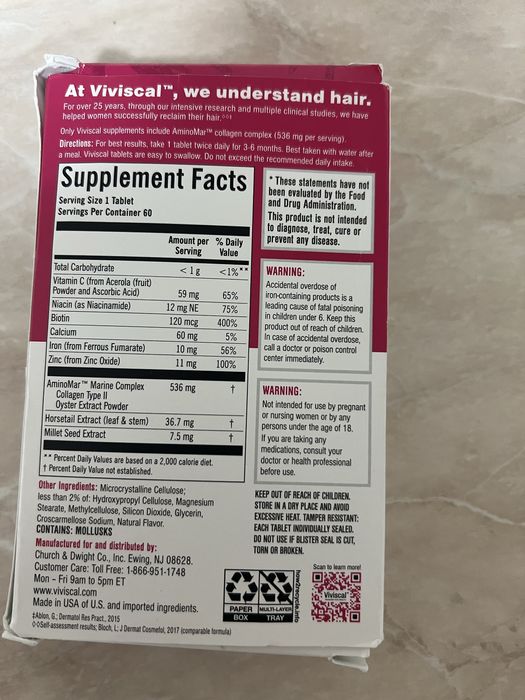 At Viviscal™, we understand hair.
For over 25 years, through our intensive research and multiple clinical studies, we have
helped women successfully reclaim their hair.◊◊‡
Only Viviscal supplements include AminoMar™ collagen complex (536 mg per serving).
Directions: For best results, take 1 tablet twice daily for 3-6 months. Best taken with water after
a meal. Viviscal tablets are easy to swallow. Do not exceed the recommended daily intake.
Supplement Facts
Serving Size 1 Tablet
Servings Per Container 60
Amount per Serving % Daily Value
Total Carbohydrate < 1 g <1%**
Vitamin C (from Acerola (fruit)
Powder and Ascorbic Acid) 59 mg 65%
Niacin (as Niacinamide) 12 mg NE 75%
Biotin 120 mcg 400%
Calcium 60 mg 5%
Iron (from Ferrous Fumarate) 10 mg 56%
Zinc (from Zinc Oxide) 11 mg 100%
AminoMar™ Marine Complex 536 mg †
Collagen Type II
Oyster Extract Powder
Horsetail Extract (leaf & stem) 36.7 mg †
Millet Seed Extract 7.5 mg †
** Percent Daily Values are based on a 2,000 calorie diet.
† Percent Daily Value not established.
Other Ingredients: Microcrystalline Cellulose;
less than 2% of: Hydroxypropyl Cellulose, Magnesium
Stearate, Methylcellulose, Silicon Dioxide, Glycerin,
Croscarmellose Sodium, Natural Flavor.
CONTAINS: MOLLUSKS
Manufactured for and distributed by:
Church & Dwight Co., Inc. Ewing, NJ 08628.
Customer Care: Toll Free: 1-866-951-1748
Mon - Fri 9am to 5pm ET
www.viviscal.com
Made in USA of U.S. and imported ingredients.
‡Ablon, G.; Dermatol Res Pract., 2015
◊◊Self-assessment results; Bloch, L; J Dermat Cosmetol, 2017 (comparable formula)
* These statements have not
been evaluated by the Food
and Drug Administration.
This product is not intended
to diagnose, treat, cure or
prevent any disease.
WARNING:
Accidental overdose of
iron-containing products is a
leading cause of fatal poisoning
in children under 6. Keep this
product out of reach of children.
In case of accidental overdose,
call a doctor or poison control
center immediately.
WARNING:
Not intended for use by pregnant
or nursing women or by any
persons under the age of 18.
If you are taking any
medications, consult your
doctor or health professional
before use.
KEEP OUT OF REACH OF CHILDREN.
STORE IN A DRY PLACE AND AVOID
EXCESSIVE HEAT. TAMPER RESISTANT:
EACH TABLET INDIVIDUALLY SEALED.
DO NOT USE IF BLISTER SEAL IS CUT,
TORN OR BROKEN.
PAPER
BOX
MULTI-LAYER
TRAY
how2recycle.info
Scan to learn more!
Viviscal